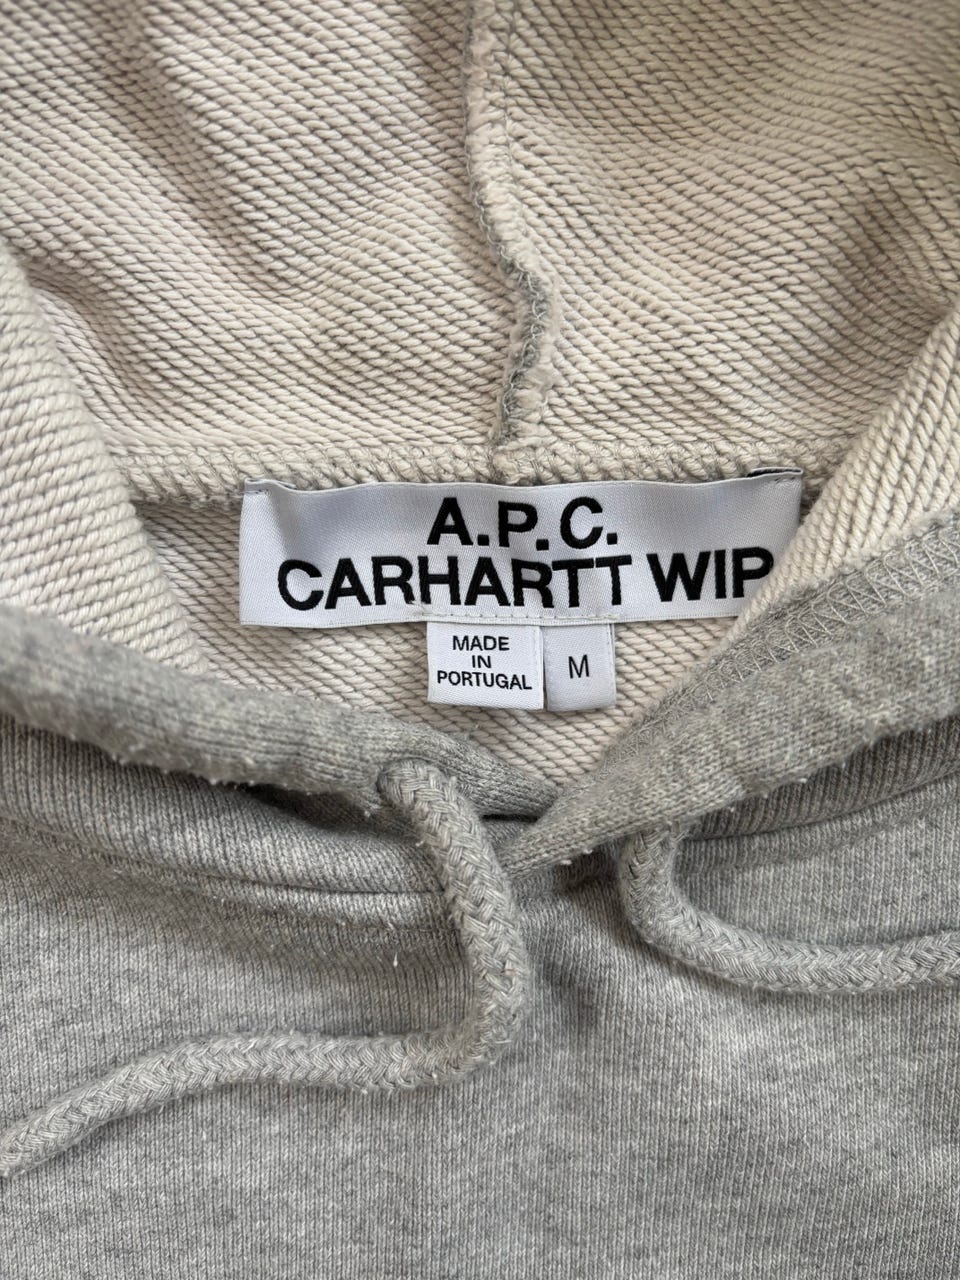 A.P.C.
CARHARTT WIP
MADE
IN
PORTUGAL
M